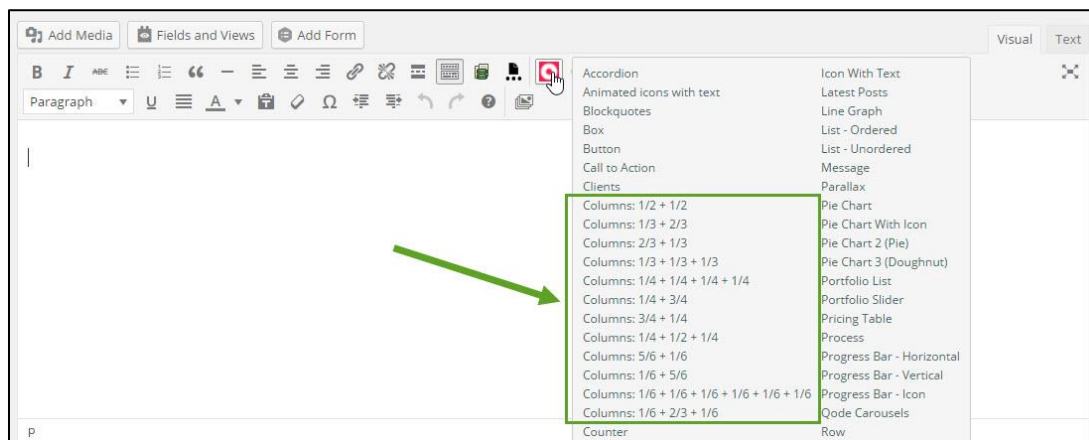 Add Media
Fields and Views
Add Form
Visual
Text
B I ABE
Paragraph
U A Ω
Accordion
Animated icons with text
Blockquotes
Box
Button
Call to Action
Clients
Columns: 1/2 + 1/2
Columns: 1/3 + 2/3
Columns: 2/3 + 1/3
Columns: 1/3 + 1/3 + 1/3
Columns: 1/4 + 1/4 + 1/4 + 1/4
Columns: 1/4 + 3/4
Columns: 3/4 + 1/4
Columns: 1/4 + 1/2 + 1/4
Columns: 5/6 + 1/6
Columns: 1/6 + 5/6
Columns: 1/6 + 1/6 + 1/6 + 1/6 + 1/6 + 1/6
Columns: 1/6 + 2/3 + 1/6
Counter
Icon With Text
Latest Posts
Line Graph
List - Ordered
List - Unordered
Message
Parallax
Pie Chart
Pie Chart With Icon
Pie Chart 2 (Pie)
Pie Chart 3 (Doughnut)
Portfolio List
Portfolio Slider
Pricing Table
Process
Progress Bar - Horizontal
Progress Bar - Vertical
Progress Bar - Icon
Qode Carousels
Row
p